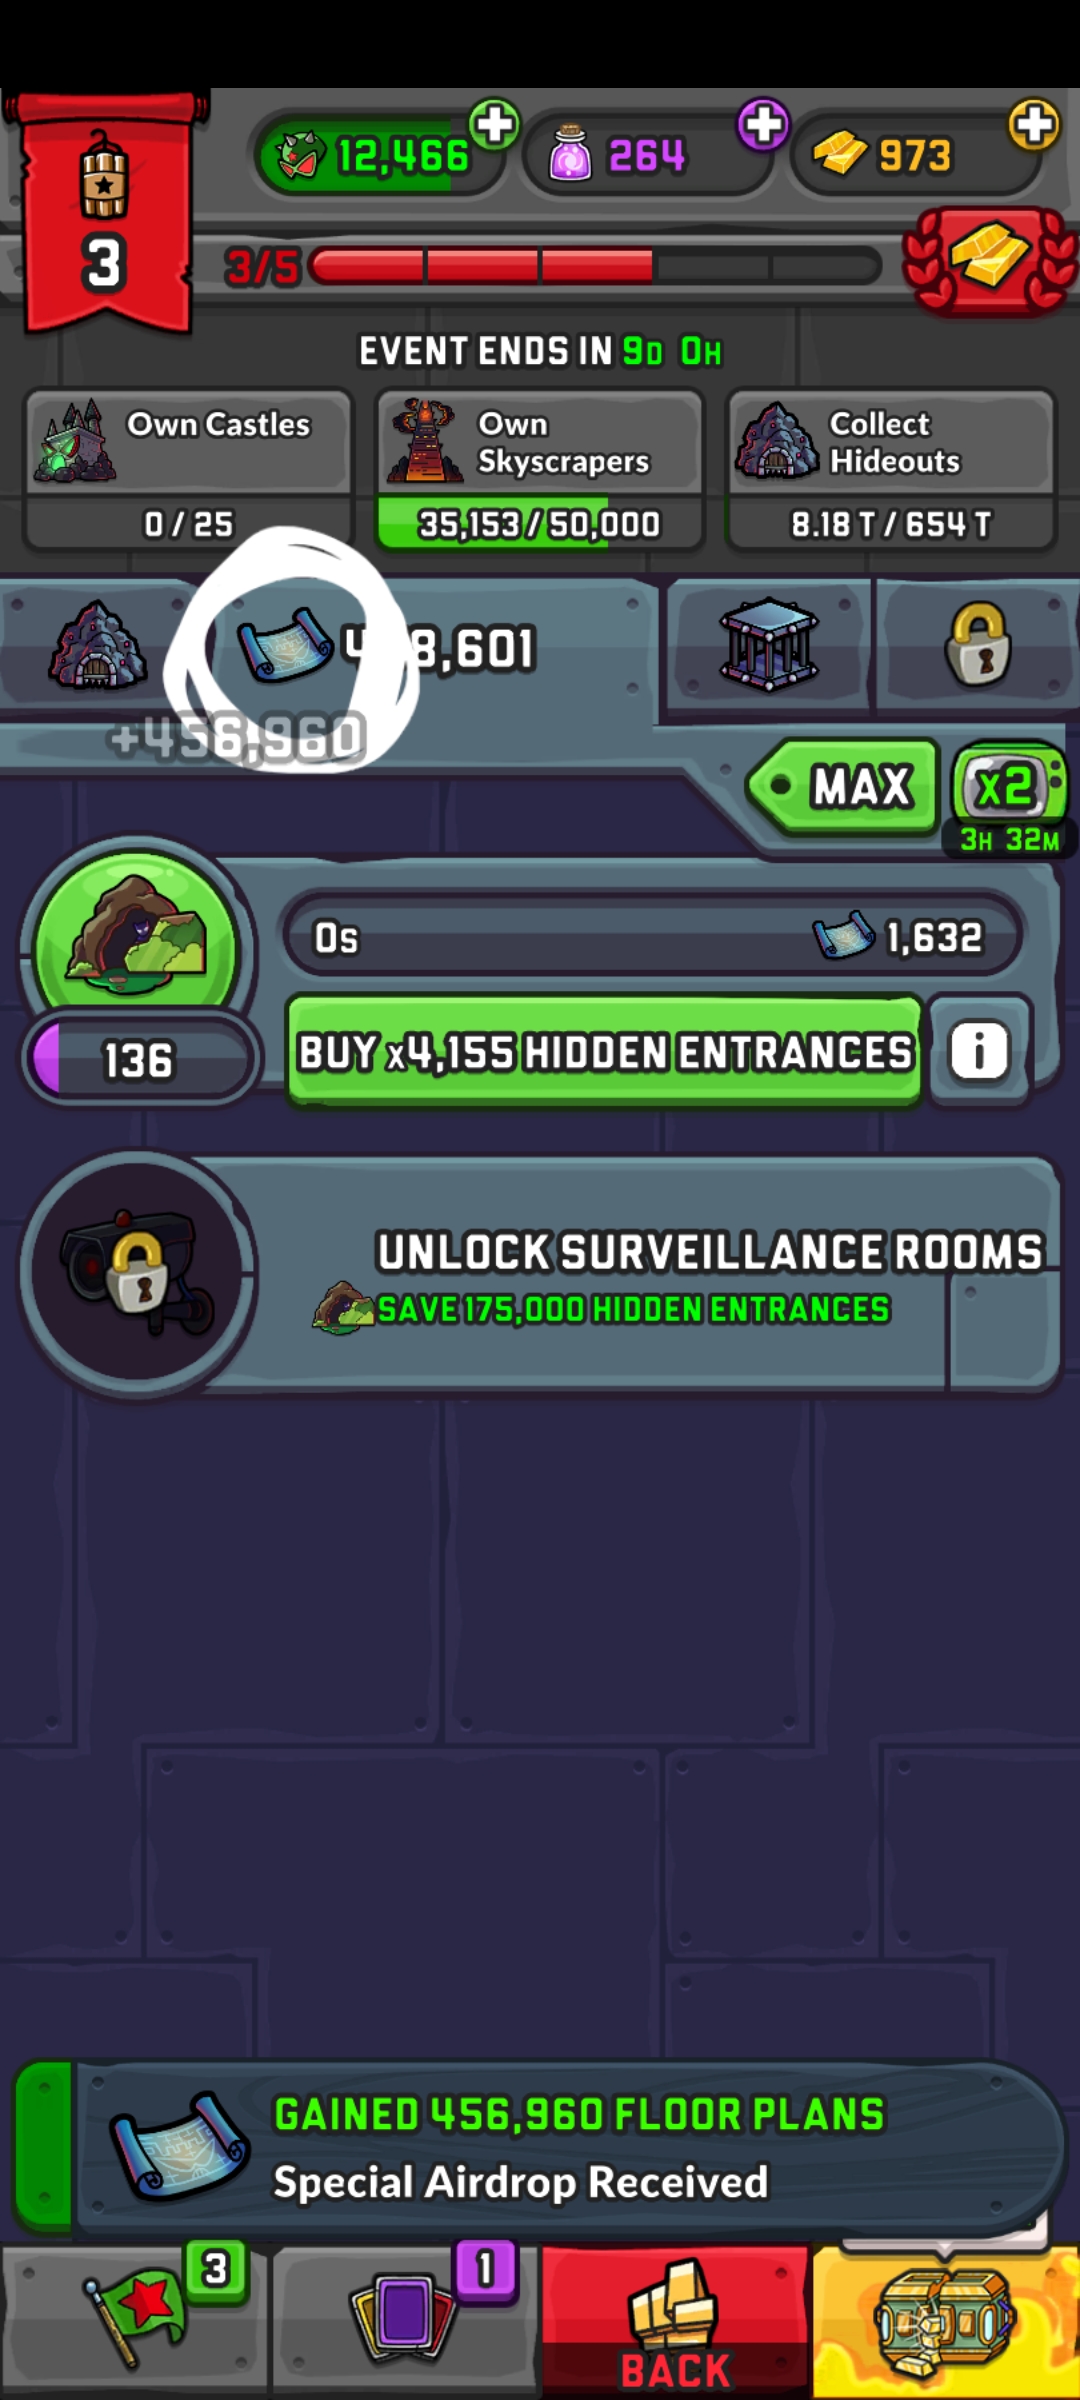 12,466
264
973
3
3/5
EVENT ENDS IN 9D 0H
Own Castles
0 / 25
Own
Skyscrapers
35,153 / 50,000
Collect
Hideouts
8.18 T / 654 T
8,601
+456,960
MAX
x2
3H 32M
0s
1,632
136
BUY x4,155 HIDDEN ENTRANCES
i
UNLOCK SURVEILLANCE ROOMS
SAVE 175,000 HIDDEN ENTRANCES
GAINED 456,960 FLOOR PLANS
Special Airdrop Received
3
1
BACK